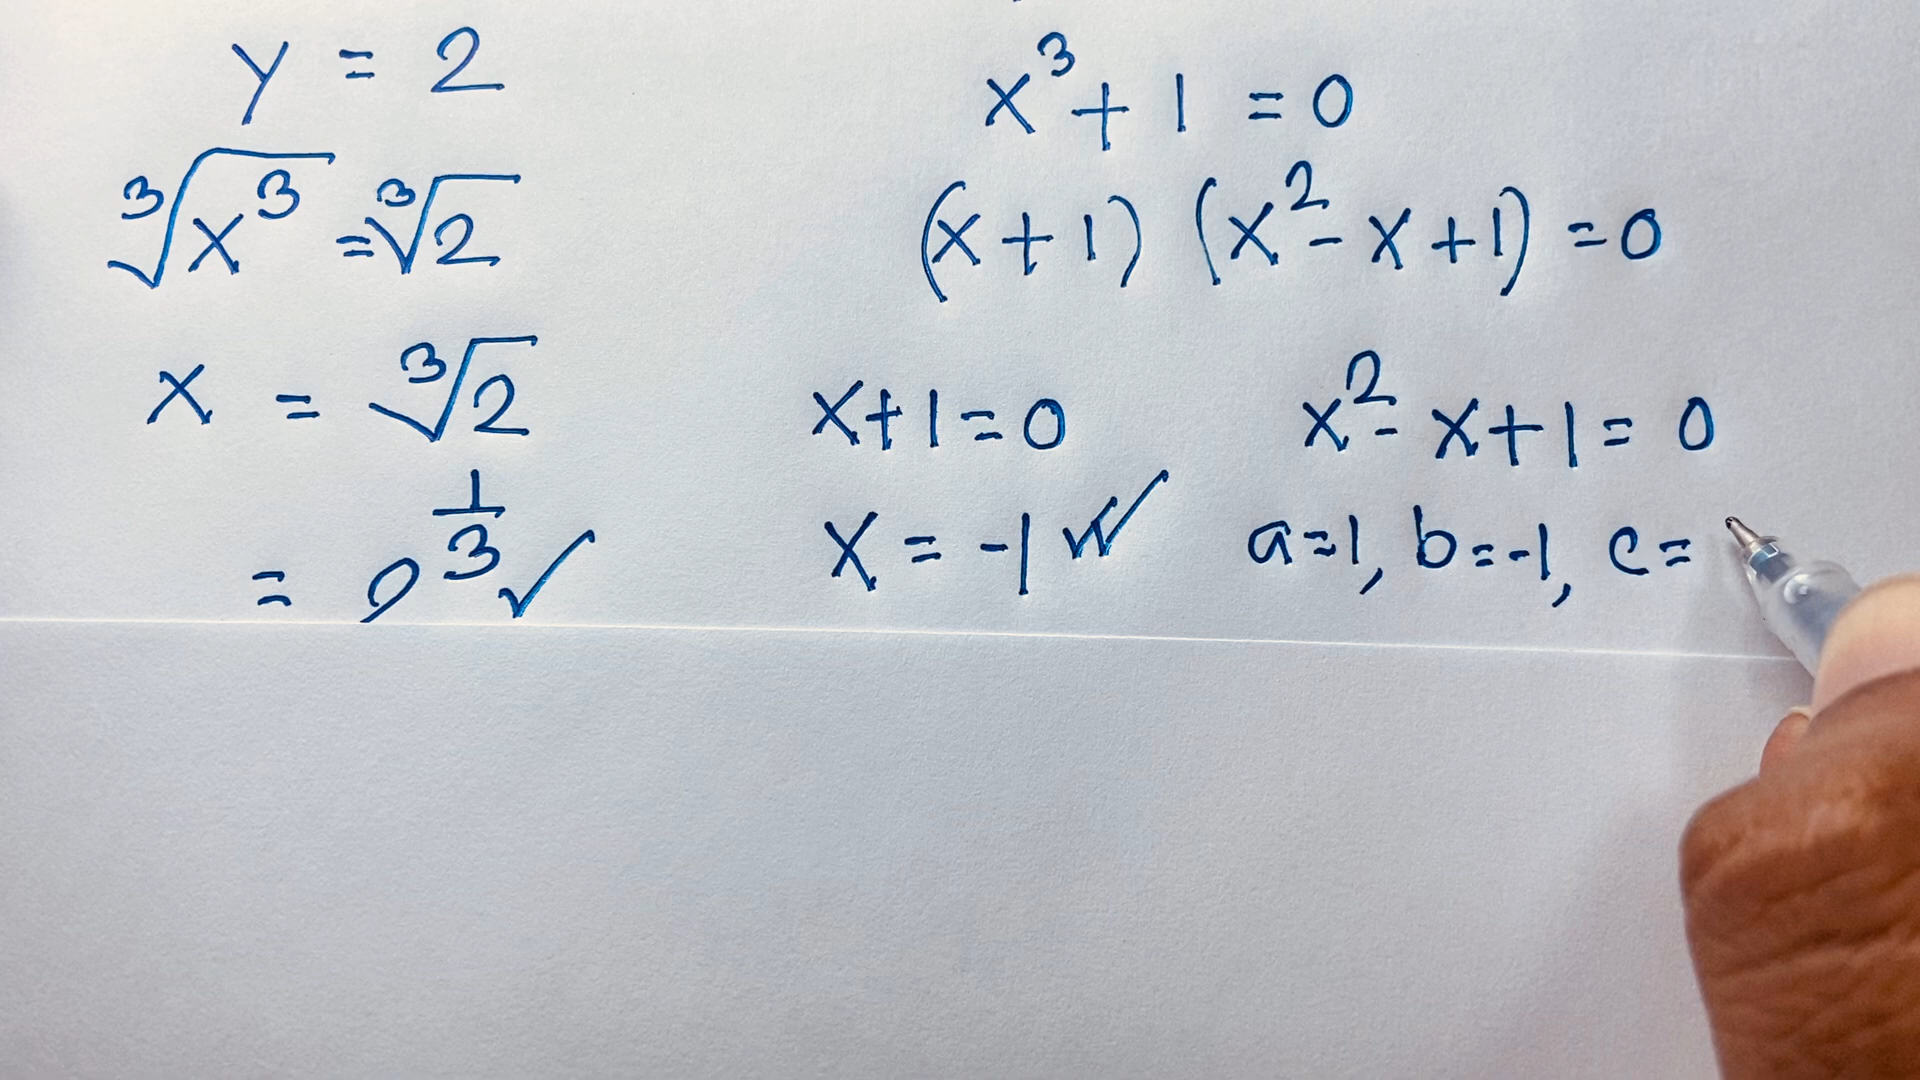 y = 2
∛x³ = ∛2
x = ∛2
= 2^(1/3) ✓
x³ + 1 = 0
(x + 1) (x² - x + 1) = 0
x + 1 = 0
x = -1 ✓
x² - x + 1 = 0
a = 1, b = -1, c =